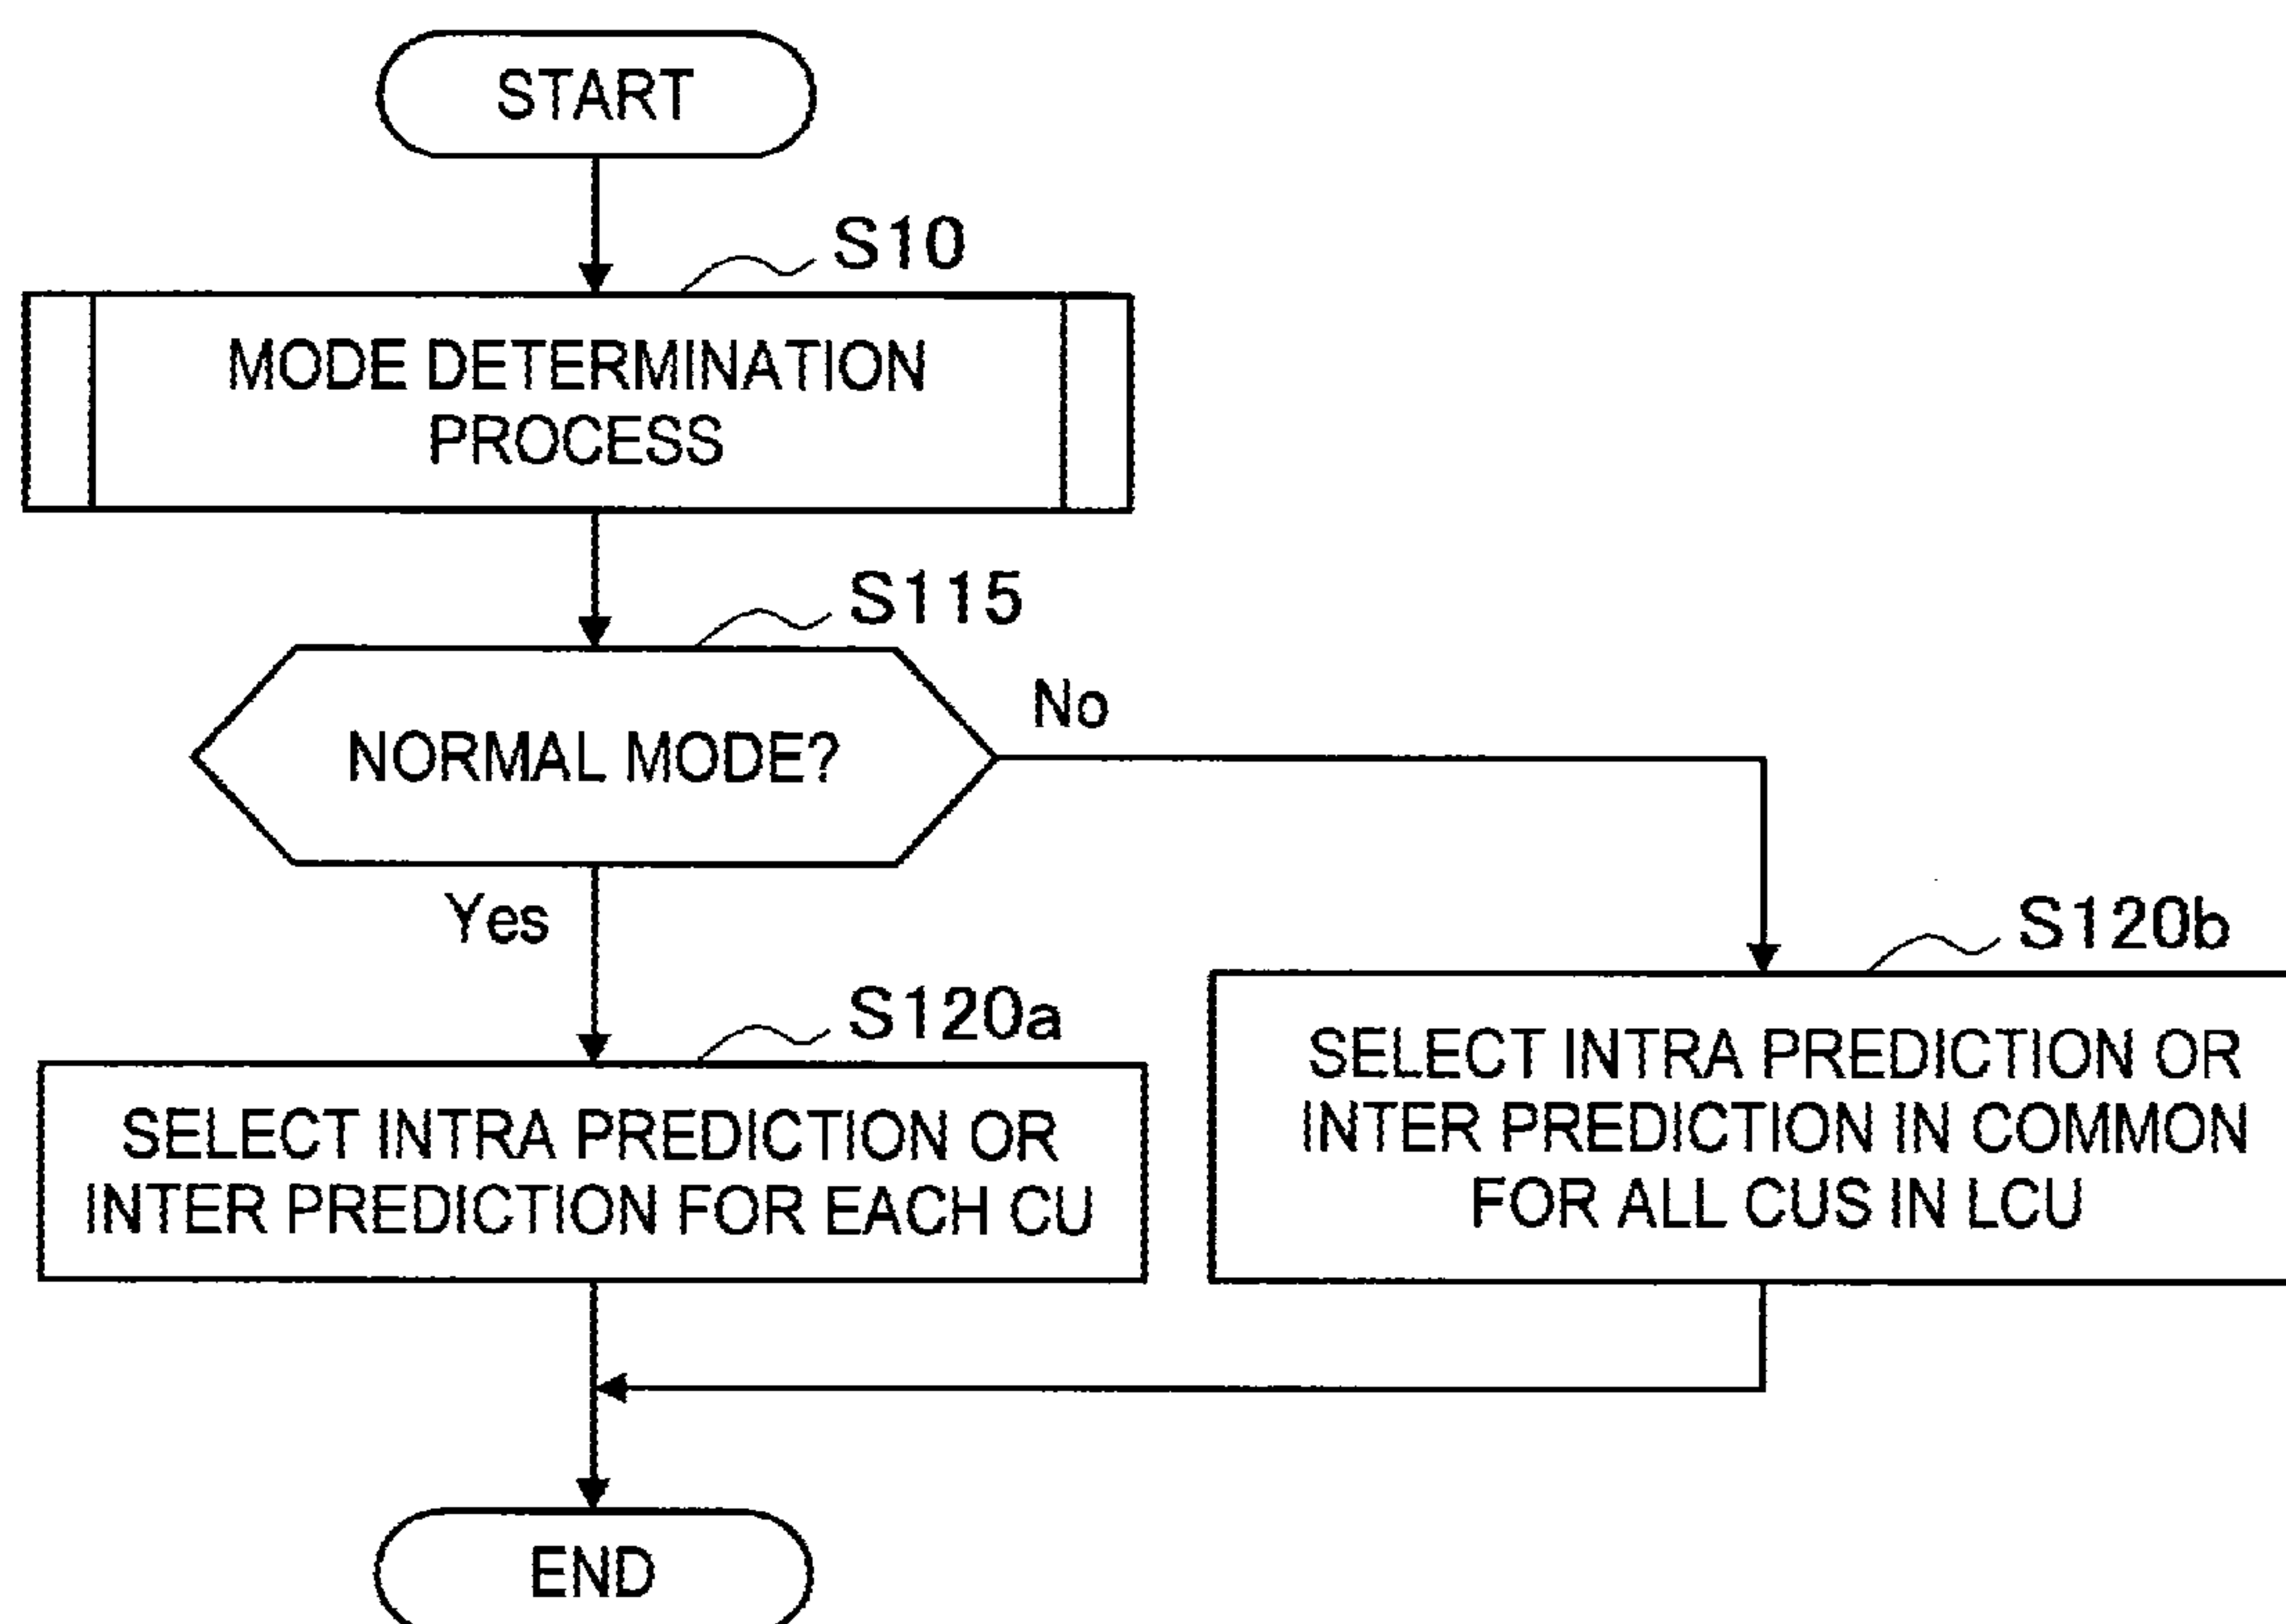 START
S10
MODE DETERMINATION
PROCESS
S115
NORMAL MODE?
No
Yes
S120a
SELECT INTRA PREDICTION OR
INTER PREDICTION FOR EACH CU
S120b
SELECT INTRA PREDICTION OR
INTER PREDICTION IN COMMON
FOR ALL CUS IN LCU
END